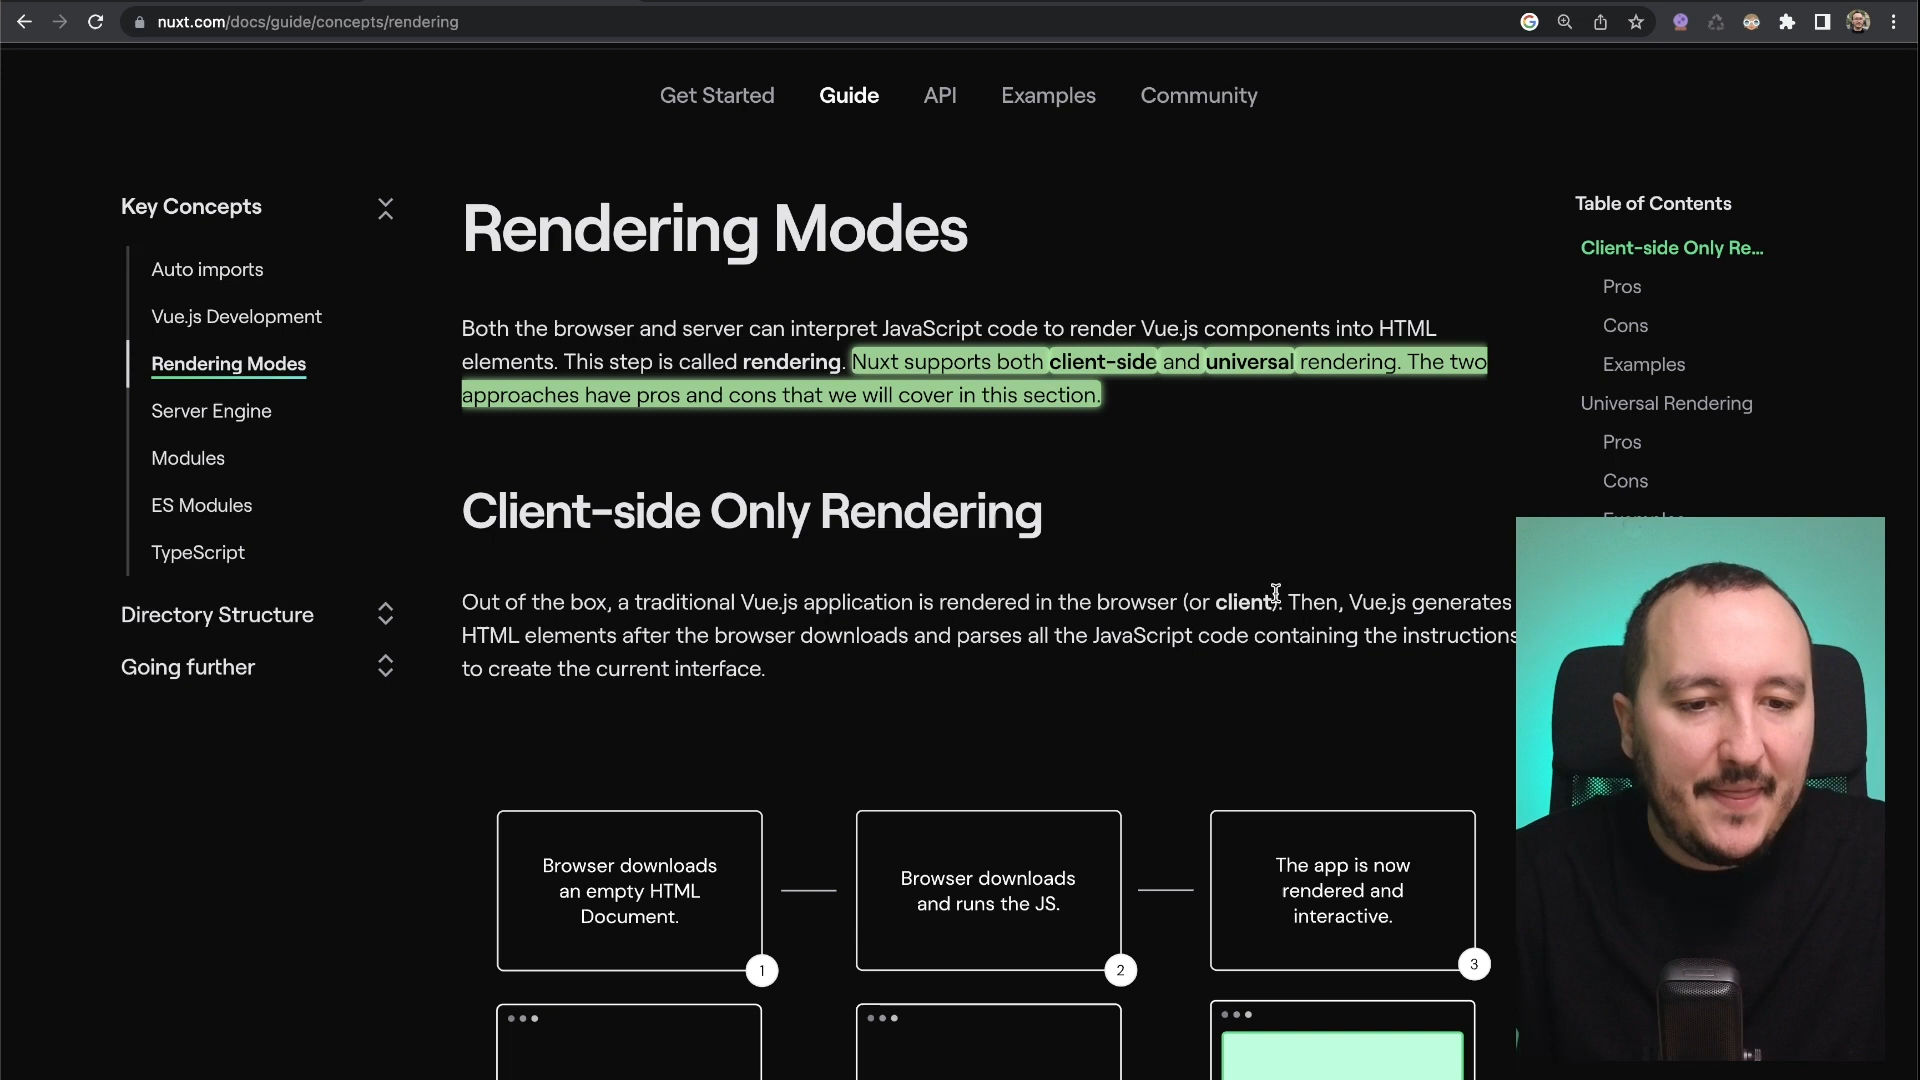 nuxt.com/docs/guide/concepts/rendering
Get Started
Guide
API
Examples
Community
Key Concepts
Auto imports
Vue.js Development
Rendering Modes
Server Engine
Modules
ES Modules
TypeScript
Directory Structure
Going further
Rendering Modes
Both the browser and server can interpret JavaScript code to render Vue.js components into HTML
elements. This step is called rendering. Nuxt supports both client-side and universal rendering. The two
approaches have pros and cons that we will cover in this section.
Client-side Only Rendering
Out of the box, a traditional Vue.js application is rendered in the browser (or client). Then, Vue.js generates
HTML elements after the browser downloads and parses all the JavaScript code containing the instructions
to create the current interface.
Browser downloads
an empty HTML
Document.
1
Browser downloads
and runs the JS.
2
The app is now
rendered and
interactive.
3
Table of Contents
Client-side Only Re...
Pros
Cons
Examples
Universal Rendering
Pros
Cons